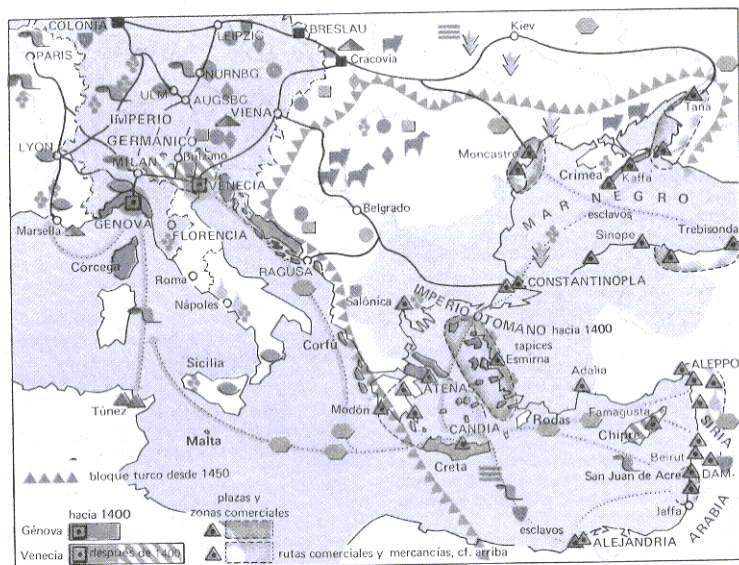 COLONIA
LEIPZIG
BRESLAU
Kiev
PARIS
NURNBG
Cracovia
ULM
AUGSBG
VIENA
Tana
IMPERIO
GERMANICO
LYON
MILAN
Bolzano
VENECIA
Moncastro
Crimea
Kaffa
Belgrado
MAR NEGRO
esclavos
Marsella
GENOVA
FLORENCIA
Sinope
Trebisonda
Córcega
Roma
RAGUSA
CONSTANTINOPLA
Nápoles
Salónica
IMPERIO OTOMANO hacia 1400
tapices
Corfú
Esmirna
Adalia
ALEPPO
Sicilia
ATENAS
Túnez
Modón
Rodas
Famagusta
SIRIA
CANDIA
Chipre
Malta
Creta
Beirut
bloque turco desde 1450
San Juan de Acre
DAM.
Jaffa
ARABIA
hacia 1400
plazas y
zonas comerciales
Génova
esclavos
ALEJANDRIA
Venecia
después de 1400
rutas comerciales y mercancías, cf. arriba